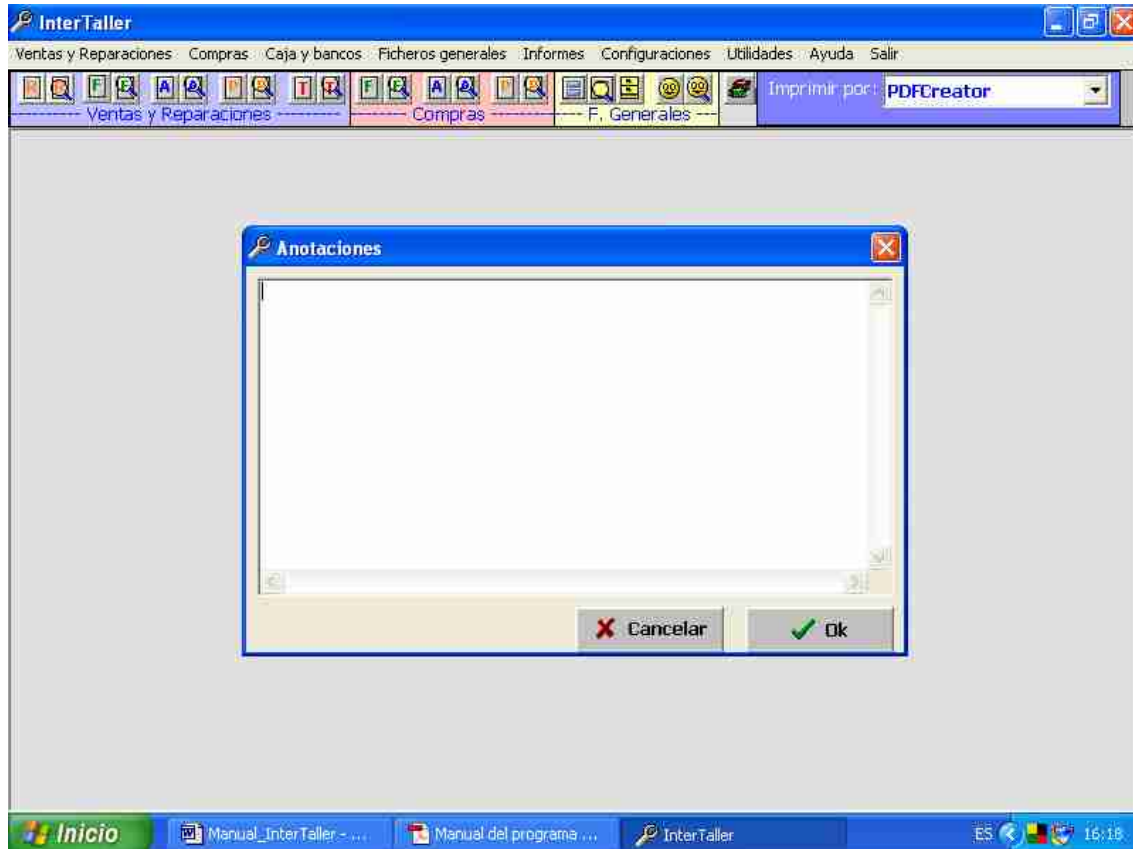 InterTaller
Ventas y Reparaciones Compras Caja y bancos Ficheros generales Informes Configuraciones Utilidades Ayuda Salir
R F F A A P T T F F A A P
Imprimir por: PDFCreator
Ventas y Reparaciones Compras F. Generales
Anotaciones
Cancelar Ok
Inicio Manual_InterTaller - ... Manual del programa ... InterTaller ES 16:18